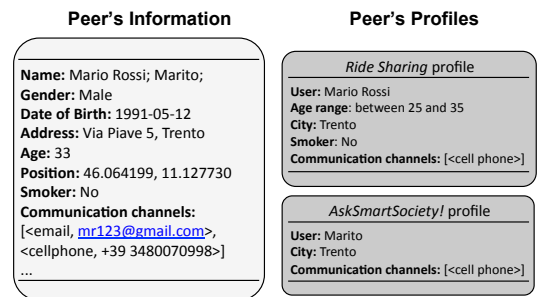 Peer's Information
Name: Mario Rossi; Marito;
Gender: Male
Date of Birth: 1991-05-12
Address: Via Piave 5, Trento
Age: 33
Position: 46.064199, 11.127730
Smoker: No
Communication channels:
[<email, mr123@gmail.com>,
<cellphone, +39 3480070998>]
...
Peer's Profiles
Ride Sharing profile
User: Mario Rossi
Age range: between 25 and 35
City: Trento
Smoker: No
Communication channels: [<cell phone>]
AskSmartSociety! profile
User: Marito
City: Trento
Communication channels: [<cell phone>]